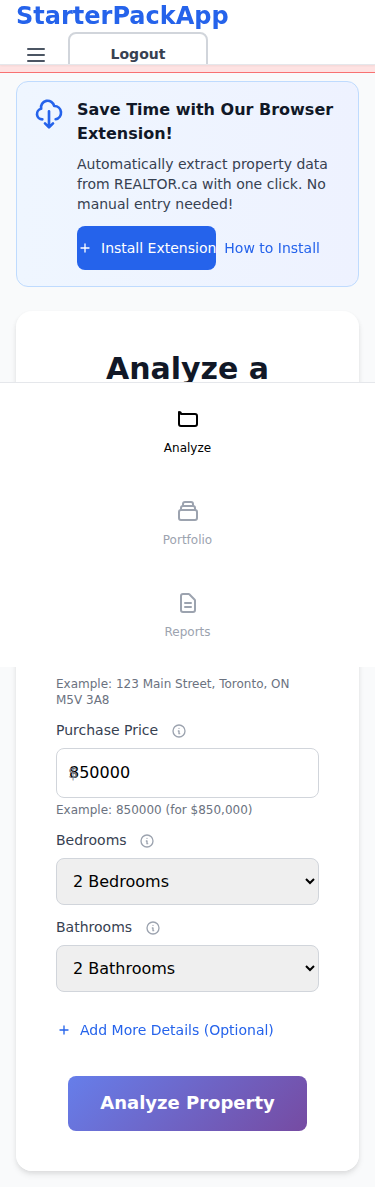 StarterPackApp
Logout
Save Time with Our Browser
Extension!
Automatically extract property data
from REALTOR.ca with one click. No
manual entry needed!
+ Install Extension
How to Install
Analyze a
Analyze
Portfolio
Reports
Example: 123 Main Street, Toronto, ON
M5V 3A8
Purchase Price
$850000
Example: 850000 (for $850,000)
Bedrooms
2 Bedrooms
Bathrooms
2 Bathrooms
+ Add More Details (Optional)
Analyze Property